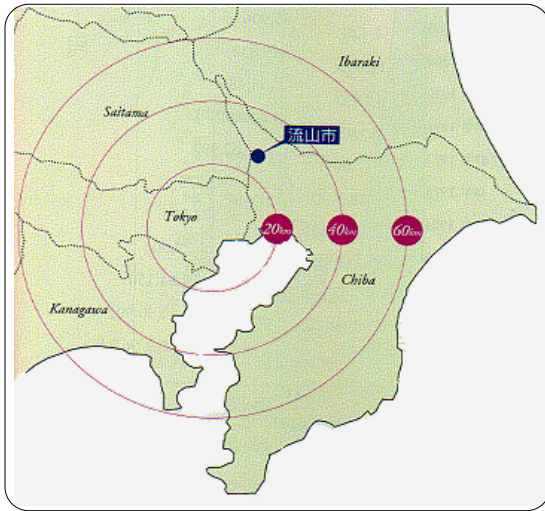 Ibaraki
Saitama
流山市
Tokyo
20km
40km
60km
Chiba
Kanagawa